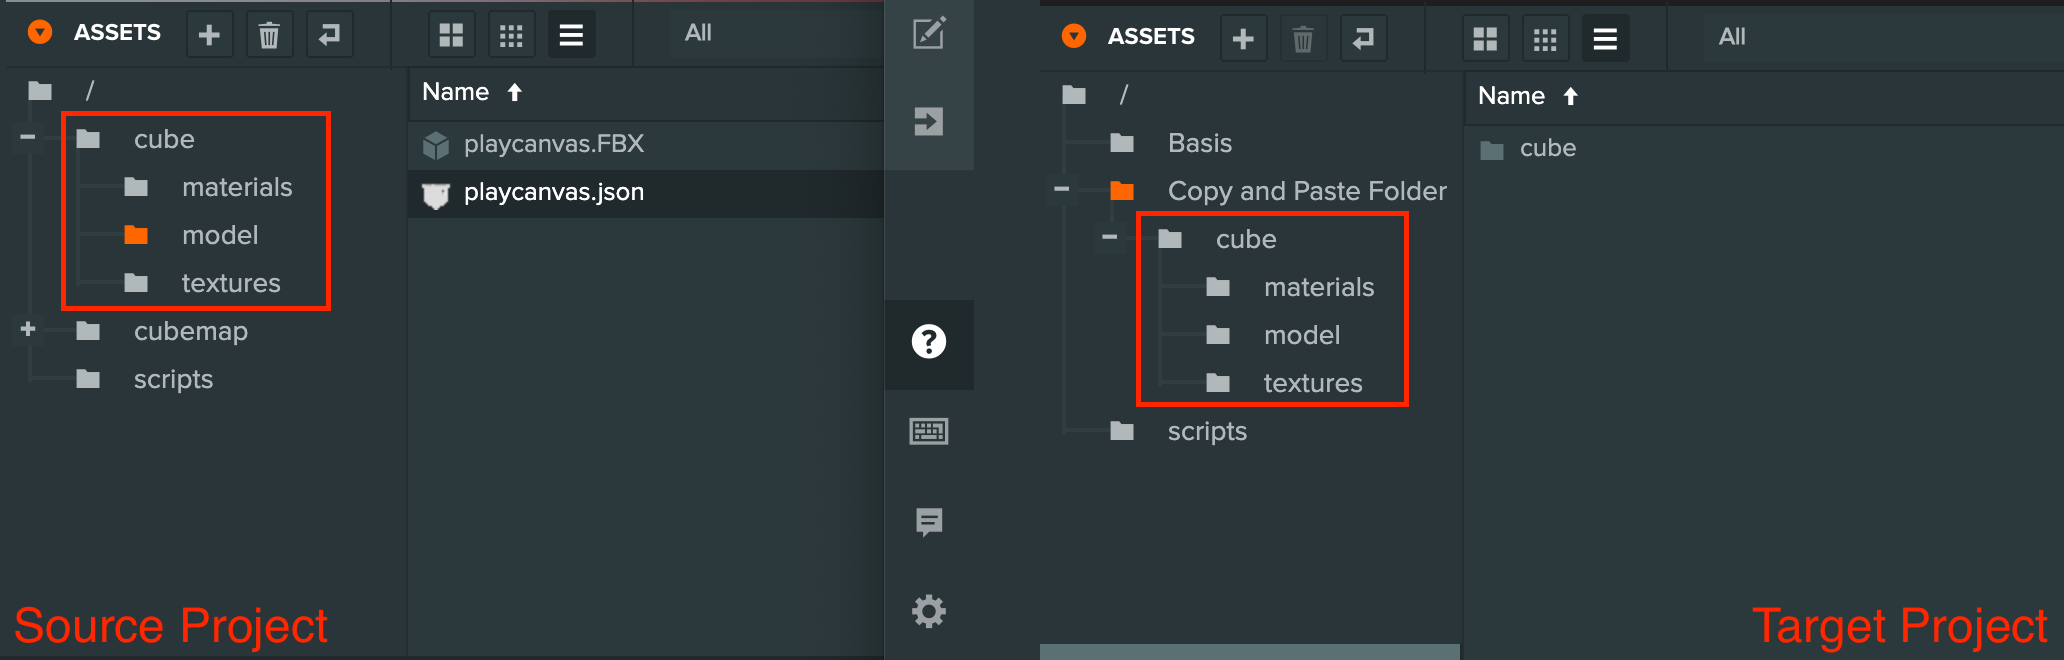 ASSETS
All
/
cube
materials
model
textures
cubemap
scripts
Name
playcanvas.FBX
playcanvas.json
Source Project
?
ASSETS
All
/
Basis
Copy and Paste Folder
cube
materials
model
textures
scripts
Name
cube
Target Project